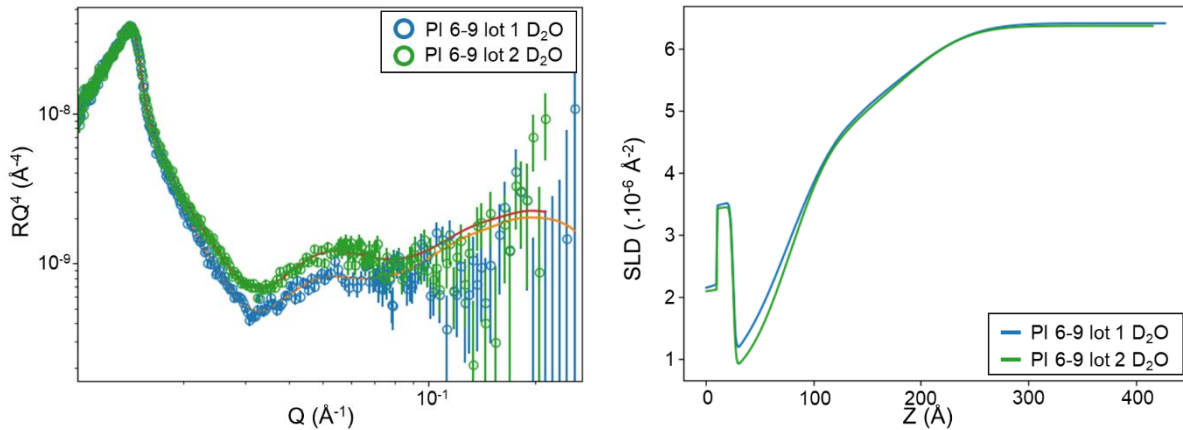 PI 6-9 lot 1 D₂O
PI 6-9 lot 2 D₂O
10⁻⁸
10⁻⁹
RQ⁴ (Å⁻⁴)
10⁻¹
Q (Å⁻¹)
6
5
4
3
2
1
SLD (.10⁻⁶ Å⁻²)
PI 6-9 lot 1 D₂O
PI 6-9 lot 2 D₂O
0 100 200 300 400
Z (Å)